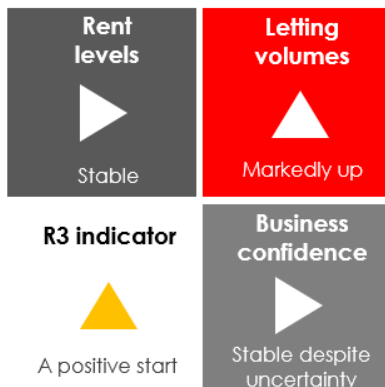 Rent
levels
Stable
Letting
volumes
Markedly up
R3 indicator
A positive start
Business
confidence
Stable despite
uncertainty